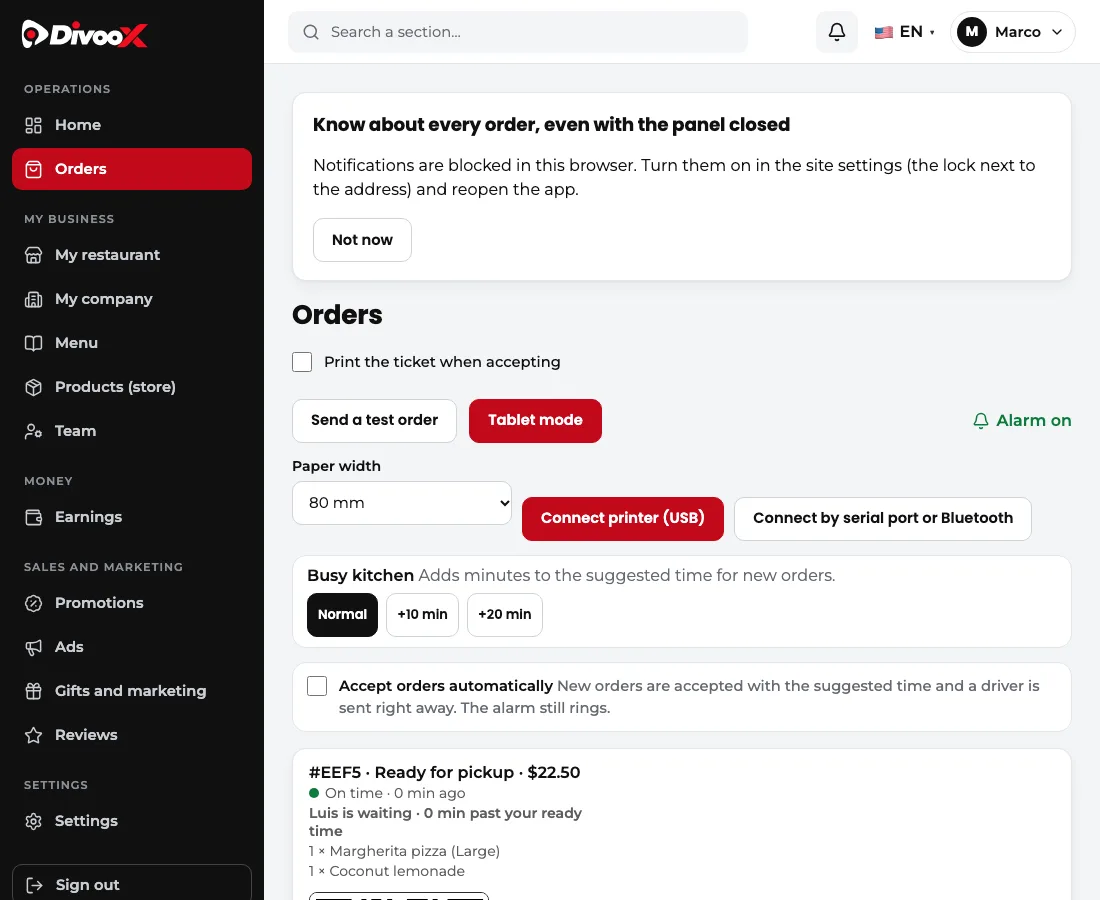 DivooX
Search a section...
EN
M
Marco
OPERATIONS
Home
Orders
MY BUSINESS
My restaurant
My company
Menu
Products (store)
Team
MONEY
Earnings
SALES AND MARKETING
Promotions
Ads
Gifts and marketing
Reviews
SETTINGS
Settings
Sign out
Know about every order, even with the panel closed
Notifications are blocked in this browser. Turn them on in the site settings (the lock next to
the address) and reopen the app.
Not now
Orders
Print the ticket when accepting
Send a test order
Tablet mode
Alarm on
Paper width
80 mm
Connect printer (USB)
Connect by serial port or Bluetooth
Busy kitchen Adds minutes to the suggested time for new orders.
Normal
+10 min
+20 min
Accept orders automatically New orders are accepted with the suggested time and a driver is
sent right away. The alarm still rings.
#EEF5 · Ready for pickup · $22.50
On time · 0 min ago
Luis is waiting · 0 min past your ready
time
1 × Margherita pizza (Large)
1 × Coconut lemonade